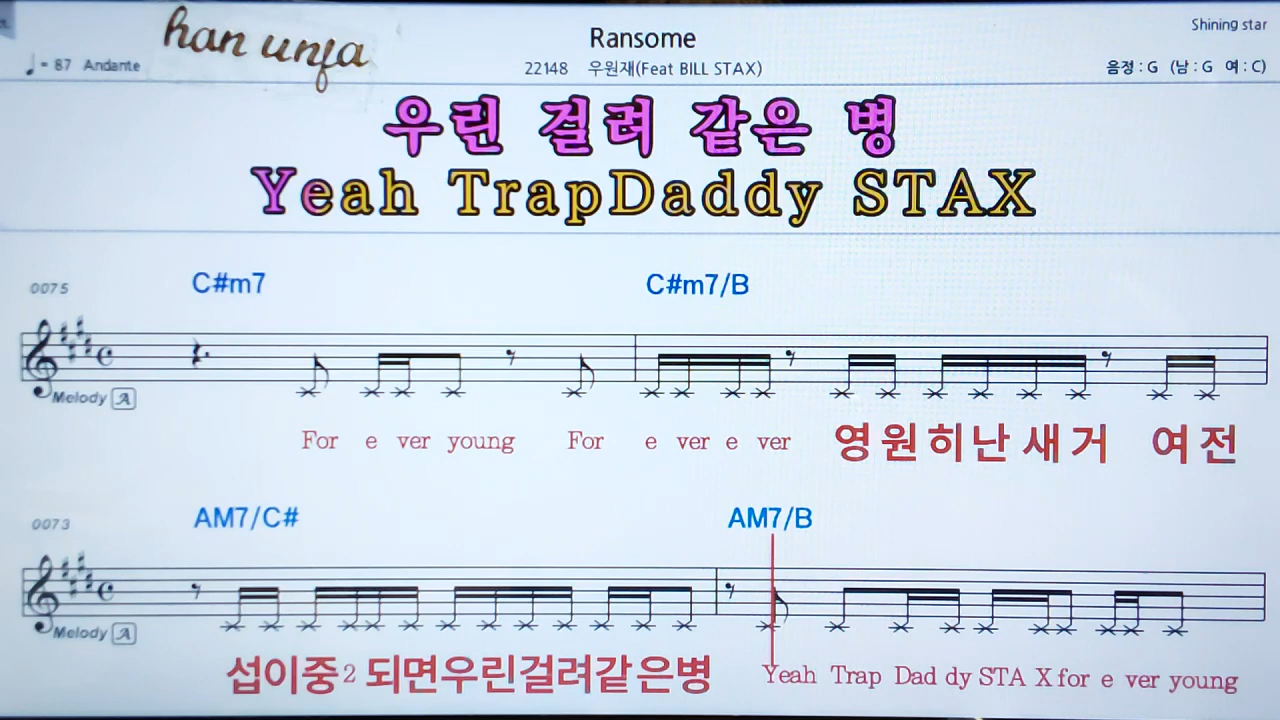 han unfa
Ransome
Shining star
♩= 87 Andante
22148 우원재(Feat BILL STAX)
음정 : G (남 : G 여 : C)
우린 걸려 같은 병
Yeah TrapDaddy STAX
0075
C#m7 C#m7/B
Melody A
For e ver young For e ver e ver 영원히난 새거 여전
0073
AM7/C# AM7/B
Melody A
섭이중2 되면우린걸려같은병 Yeah Trap Dad dy STA X for e ver young